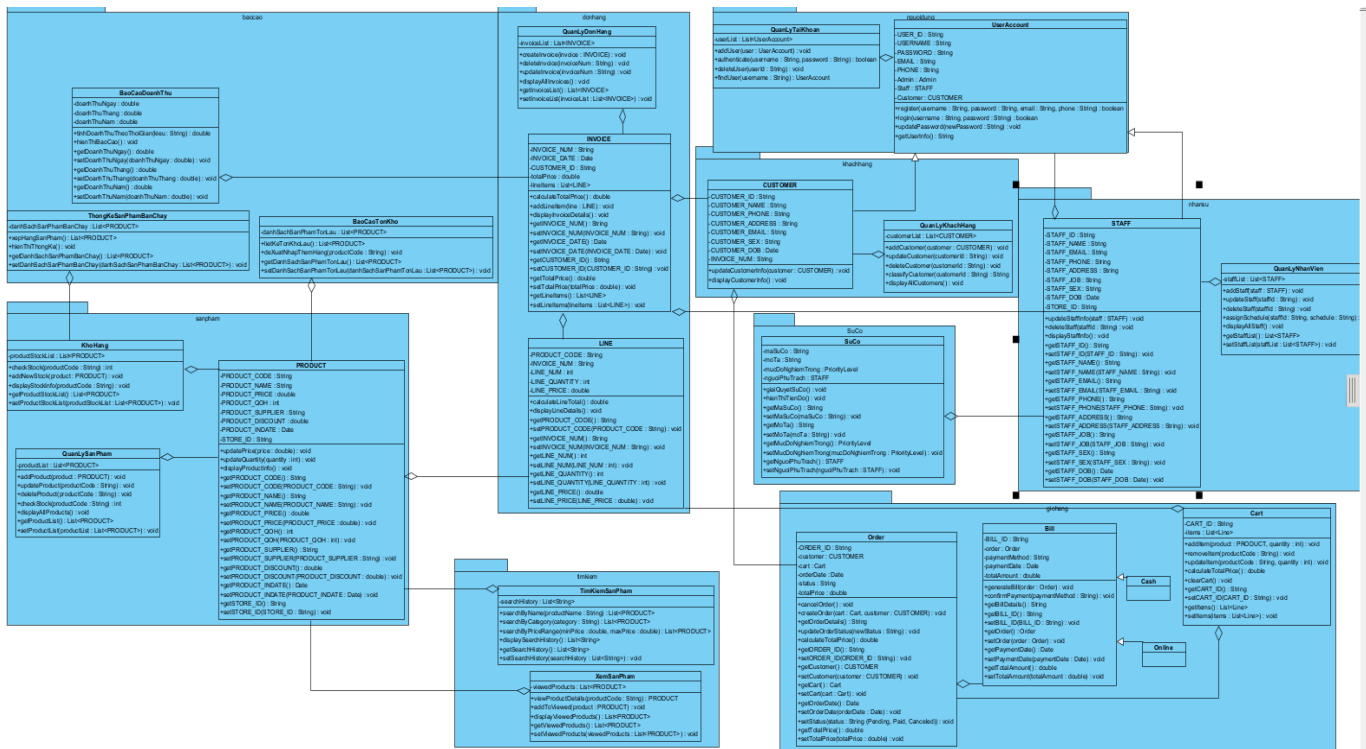 baocao
BaoCaoDoanhThu
-doanhThuNgay : double
-doanhThuThang : double
-doanhThuNam : double
+tinhDoanhThuTheoThoiGian(kieu : String) : double
+hienThiBaoCao() : void
+getDoanhThuNgay() : double
+setDoanhThuNgay(doanhThuNgay : double) : void
+getDoanhThuThang() : double
+setDoanhThuThang(doanhThuThang : double) : void
+getDoanhThuNam() : double
+setDoanhThuNam(doanhThuNam : double) : void
ThongKeSanPhamBanChay
-danhSachSanPhamBanChay : List<PRODUCT>
+xepHangSanPham() : List<PRODUCT>
+hienThiThongKe() : void
+getDanhSachSanPhamBanChay() : List<PRODUCT>
+setDanhSachSanPhamBanChay(danhSachSanPhamBanChay : List<PRODUCT>) : void
BaoCaoTonKho
-danhSachSanPhamTonLau : List<PRODUCT>
+lietKeTonKhoLau() : List<PRODUCT>
+deXuatNhapThemHang(productCode : String) : void
+getDanhSachSanPhamTonLau() : List<PRODUCT>
+setDanhSachSanPhamTonLau(danhSachSanPhamTonLau : List<PRODUCT>) : void
donhang
QuanLyDonHang
-invoiceList : List<INVOICE>
+createInvoice(invoice : INVOICE) : void
+deleteInvoice(invoiceNum : String) : void
+updateInvoice(invoiceNum : String) : void
+displayAllInvoices() : void
+getInvoiceList() : List<INVOICE>
+setInvoiceList(invoiceList : List<INVOICE>) : void
INVOICE
-INVOICE_NUM : String
-INVOICE_DATE : Date
-CUSTOMER_ID : String
-totalPrice : double
-lineItems : List<LINE>
+calculateTotalPrice() : double
+addLineItem(line : LINE) : void
+displayInvoiceDetails() : void
+getINVOICE_NUM() : String
+setINVOICE_NUM(INVOICE_NUM : String) : void
+getINVOICE_DATE() : Date
+setINVOICE_DATE(INVOICE_DATE : Date) : void
+getCUSTOMER_ID() : String
+setCUSTOMER_ID(CUSTOMER_ID : String) : void
+getTotalPrice() : double
+setTotalPrice(totalPrice : double) : void
+getLineItems() : List<LINE>
+setLineItems(lineItems : List<LINE>) : void
LINE
-PRODUCT_CODE : String
-INVOICE_NUM : String
-LINE_NUM : int
-LINE_QUANTITY : int
-LINE_PRICE : double
+calculateLineTotal() : double
+displayLineDetails() : void
+getPRODUCT_CODE() : String
+setPRODUCT_CODE(PRODUCT_CODE : String) : void
+getINVOICE_NUM() : String
+setINVOICE_NUM(INVOICE_NUM : String) : void
+getLINE_NUM() : int
+setLINE_NUM(LINE_NUM : int) : void
+getLINE_QUANTITY() : int
+setLINE_QUANTITY(LINE_QUANTITY : int) : void
+getLINE_PRICE() : double
+setLINE_PRICE(LINE_PRICE : double) : void
nguoidung
QuanLyTaiKhoan
-userList : List<UserAccount>
+addUser(user : UserAccount) : void
+authenticate(username : String, password : String) : boolean
+deleteUser(userId : String) : void
+findUser(username : String) : UserAccount
UserAccount
-USER_ID : String
-USERNAME : String
-PASSWORD : String
-EMAIL : String
-PHONE : String
-Admin : Admin
-Staff : STAFF
-Customer : CUSTOMER
+register(username : String, password : String, email : String, phone : String) : boolean
+login(username : String, password : String) : boolean
+updatePassword(newPassword : String) : void
+getUserInfo() : String
khachhang
CUSTOMER
-CUSTOMER_ID : String
-CUSTOMER_NAME : String
-CUSTOMER_PHONE : String
-CUSTOMER_ADDRESS : String
-CUSTOMER_EMAIL : String
-CUSTOMER_SEX : String
-CUSTOMER_DOB : Date
-INVOICE_NUM : String
+updateCustomerInfo(customer : CUSTOMER) : void
+displayCustomerInfo() : void
QuanLyKhachHang
-customerList : List<CUSTOMER>
+addCustomer(customer : CUSTOMER) : void
+updateCustomer(customerId : String) : void
+deleteCustomer(customerId : String) : void
+classifyCustomer(customerId : String) : String
+displayAllCustomers() : void
nhansu
STAFF
-STAFF_ID : String
-STAFF_NAME : String
-STAFF_EMAIL : String
-STAFF_PHONE : String
-STAFF_ADDRESS : String
-STAFF_JOB : String
-STAFF_SEX : String
-STAFF_DOB : Date
-STORE_ID : String
+updateStaffInfo(staff : STAFF) : void
+deleteStaff(staffId : String) : void
+displayStaffInfo() : void
+getSTAFF_ID() : String
+setSTAFF_ID(STAFF_ID : String) : void
+getSTAFF_NAME() : String
+setSTAFF_NAME(STAFF_NAME : String) : void
+getSTAFF_EMAIL() : String
+setSTAFF_EMAIL(STAFF_EMAIL : String) : void
+getSTAFF_PHONE() : String
+setSTAFF_PHONE(STAFF_PHONE : String) : void
+getSTAFF_ADDRESS() : String
+setSTAFF_ADDRESS(STAFF_ADDRESS : String) : void
+getSTAFF_JOB() : String
+setSTAFF_JOB(STAFF_JOB : String) : void
+getSTAFF_SEX() : String
+setSTAFF_SEX(STAFF_SEX : String) : void
+getSTAFF_DOB() : Date
+setSTAFF_DOB(STAFF_DOB : Date) : void
QuanLyNhanVien
-staffList : List<STAFF>
+addStaff(staff : STAFF) : void
+updateStaff(staffId : String) : void
+deleteStaff(staffId : String) : void
+assignSchedule(staffId : String, schedule : String) :
+displayAllStaff() : void
+getStaffList() : List<STAFF>
+setStaffList(staffList : List<STAFF>) : void
sanpham
KhoHang
-productStockList : List<PRODUCT>
+checkStock(productCode : String) : int
+addNewStock(product : PRODUCT) : void
+displayStockInfo(productCode : String) : void
+getProductStockList() : List<PRODUCT>
+setProductStockList(productStockList : List<PRODUCT>) : void
PRODUCT
-PRODUCT_CODE : String
-PRODUCT_NAME : String
-PRODUCT_PRICE : double
-PRODUCT_QOH : int
-PRODUCT_SUPPLIER : String
-PRODUCT_DISCOUNT : double
-PRODUCT_INDATE : Date
-STORE_ID : String
+updatePrice(price : double) : void
+updateQuantity(quantity : int) : void
+displayProductInfo() : void
+getPRODUCT_CODE() : String
+setPRODUCT_CODE(PRODUCT_CODE : String) : void
+getPRODUCT_NAME() : String
+setPRODUCT_NAME(PRODUCT_NAME : String) : void
+getPRODUCT_PRICE() : double
+setPRODUCT_PRICE(PRODUCT_PRICE : double) : void
+getPRODUCT_QOH() : int
+setPRODUCT_QOH(PRODUCT_QOH : int) : void
+getPRODUCT_SUPPLIER() : String
+setPRODUCT_SUPPLIER(PRODUCT_SUPPLIER : String) : void
+getPRODUCT_DISCOUNT() : double
+setPRODUCT_DISCOUNT(PRODUCT_DISCOUNT : double) : void
+getPRODUCT_INDATE() : Date
+setPRODUCT_INDATE(PRODUCT_INDATE : Date) : void
+getSTORE_ID() : String
+setSTORE_ID(STORE_ID : String) : void
QuanLySanPham
-productList : List<PRODUCT>
+addProduct(product : PRODUCT) : void
+updateProduct(productCode : String) : void
+deleteProduct(productCode : String) : void
+checkStock(productCode : String) : int
+displayAllProducts() : void
+getProductList() : List<PRODUCT>
+setProductList(productList : List<PRODUCT>) : void
SuCo
SuCo
-maSuCo : String
-moTa : String
-mucDoNghiemTrong : PriorityLevel
-nguoiPhuTrach : STAFF
+giaiQuyetSuCo() : void
+hienThiTienDo() : void
+getMaSuCo() : String
+setMaSuCo(maSuCo : String) : void
+getMoTa() : String
+setMoTa(moTa : String) : void
+getMucDoNghiemTrong() : PriorityLevel
+setMucDoNghiemTrong(mucDoNghiemTrong : PriorityLevel) : void
+getNguoiPhuTrach() : STAFF
+setNguoiPhuTrach(nguoiPhuTrach : STAFF) : void
timkiem
TimKiemSanPham
-searchHistory : List<String>
+searchByName(productName : String) : List<PRODUCT>
+searchByCategory(category : String) : List<PRODUCT>
+searchByPriceRange(minPrice : double, maxPrice : double) : List<PRODUCT>
+displaySearchHistory() : List<String>
+getSearchHistory() : List<String>
+setSearchHistory(searchHistory : List<String>) : void
XemSanPham
-viewedProducts : List<PRODUCT>
+viewProductDetails(productCode : String) : PRODUCT
+addToViewed(product : PRODUCT) : void
+displayViewedProducts() : List<PRODUCT>
+getViewedProducts() : List<PRODUCT>
+setViewedProducts(viewedProducts : List<PRODUCT>) : void
giohang
Order
-ORDER_ID : String
-customer : CUSTOMER
-cart : Cart
-orderDate : Date
-status : String
-totalPrice : double
+cancelOrder() : void
+createOrder(cart : Cart, customer : CUSTOMER) : void
+getOrderDetails() : String
+updateOrderStatus(newStatus : String) : void
+calculateTotalPrice() : double
+getORDER_ID() : String
+setORDER_ID(ORDER_ID : String) : void
+getCustomer() : CUSTOMER
+setCustomer(customer : CUSTOMER) : void
+getCart() : Cart
+setCart(cart : Cart) : void
+getOrderDate() : Date
+setOrderDate(orderDate : Date) : void
+setStatus(status : String (Pending, Paid, Canceled)) : void
+getTotalPrice() : double
+setTotalPrice(totalPrice : double) : void
Bill
-BILL_ID : String
-order : Order
-paymentMethod : String
-paymentDate : Date
-totalAmount : double
+generateBill(order : Order) : void
+confirmPayment(paymentMethod : String) : void
+getBillDetails() : String
+getBILL_ID() : String
+setBILL_ID(BILL_ID : String) : void
+getOrder() : Order
+setOrder(order : Order) : void
+getPaymentDate() : Date
+setPaymentDate(paymentDate : Date) : void
+getTotalAmount() : double
+setTotalAmount(totalAmount : double) : void
Cash
Online
Cart
-CART_ID : String
-items : List<Line>
+addItem(product : PRODUCT, quantity : int) : void
+removeItem(productCode : String) : void
+updateItem(productCode : String, quantity : int) : void
+calculateTotalPrice() : double
+clearCart() : void
+getCART_ID() : String
+setCART_ID(CART_ID : String) : void
+getItems() : List<Line>
+setItems(items : List<Line>) : void